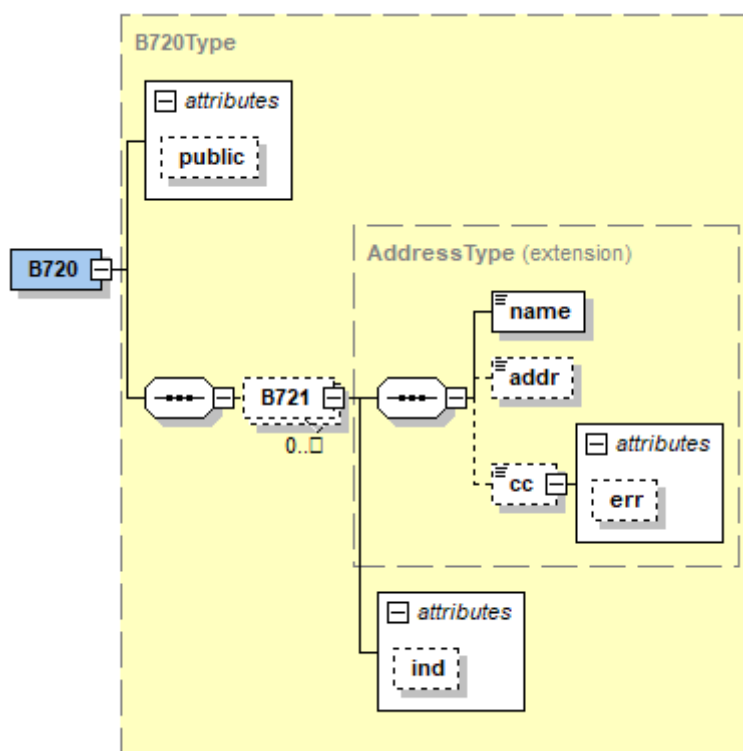 B720Type
attributes
public
B720
AddressType (extension)
name
addr
B721
0..□
attributes
cc
err
attributes
ind